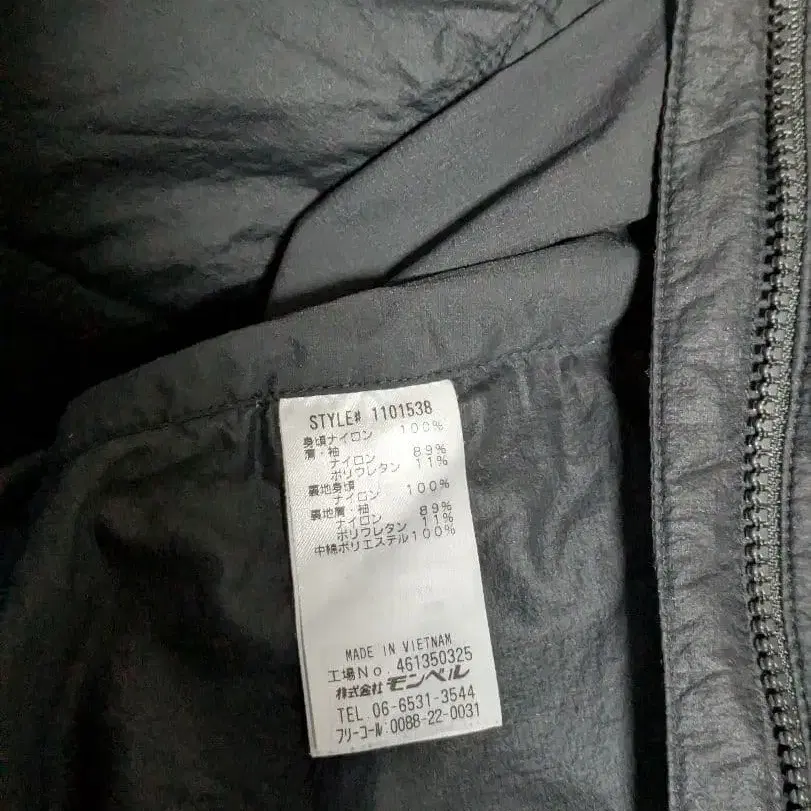 STYLE# 1101538
身頃ナイロン 100%
肩・袖
ナイロン 89%
ポリウレタン 11%
裏地身頃
ナイロン 100%
裏地肩・袖
ナイロン 89%
ポリウレタン 11%
中綿ポリエステル100%
MADE IN VIETNAM
工場No. 461350325
株式会社モンベル
TEL 06-6531-3544
フリーコール:0088-22-0031